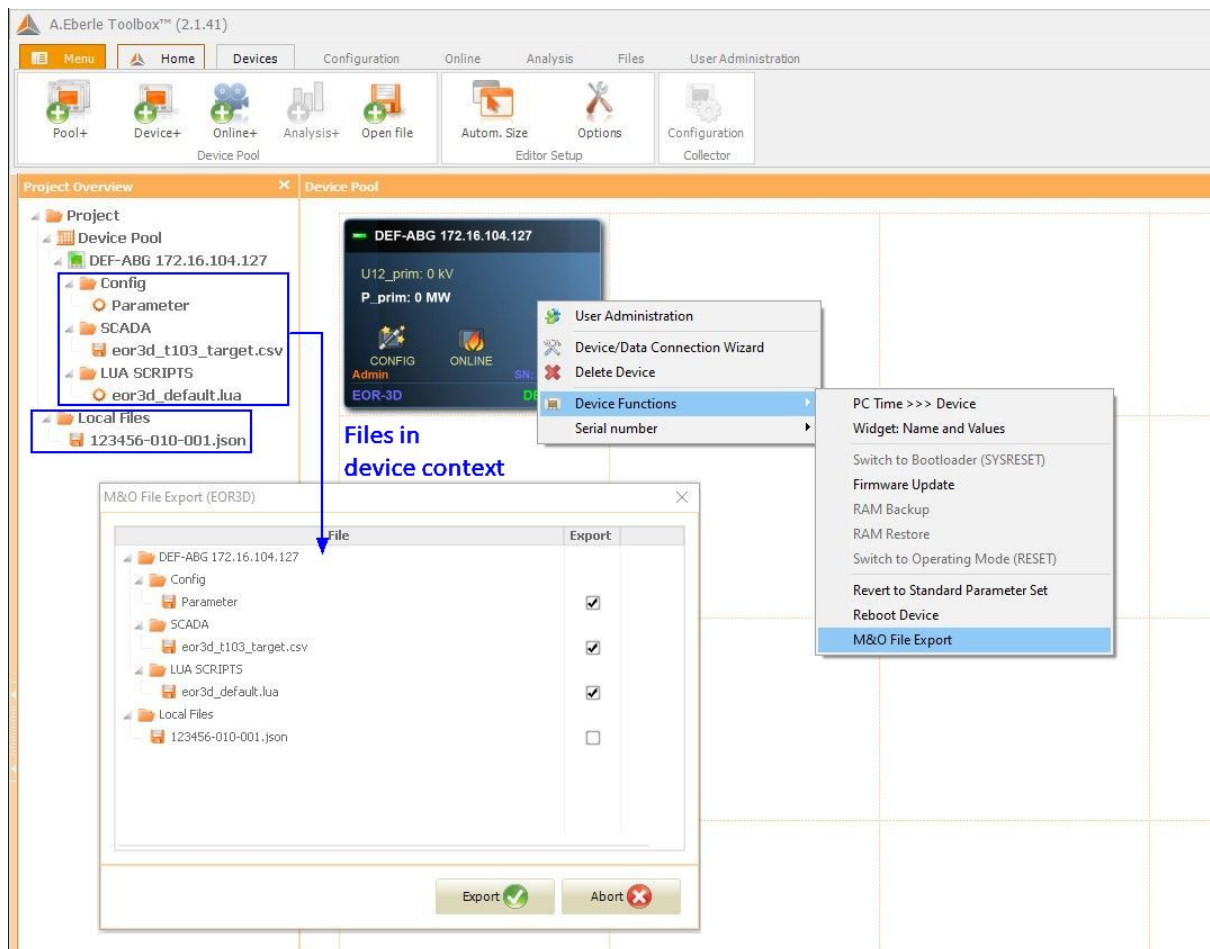 A.Eberle Toolbox™ (2.1.41)
Menu Home Devices Configuration Online Analysis Files User Administration
Pool+ Device+ Online+ Analysis+ Open file Autom. Size Options Configuration
Device Pool Editor Setup Collector
Project Overview
Device Pool
Project
Device Pool
DEF-ABG 172.16.104.127
Config
Parameter
SCADA
eor3d_t103_target.csv
LUA SCRIPTS
eor3d_default.lua
Local Files
123456-010-001.json
DEF-ABG 172.16.104.127
U12_prim: 0 kV
P_prim: 0 MW
CONFIG ONLINE
Admin SN:
EOR-3D
User Administration
Device/Data Connection Wizard
Delete Device
Device Functions
Serial number
PC Time >>> Device
Widget: Name and Values
Switch to Bootloader (SYSRESET)
Firmware Update
RAM Backup
RAM Restore
Switch to Operating Mode (RESET)
Revert to Standard Parameter Set
Reboot Device
M&O File Export
Files in
device context
M&O File Export (EOR3D)
File Export
DEF-ABG 172.16.104.127
Config
Parameter
SCADA
eor3d_t103_target.csv
LUA SCRIPTS
eor3d_default.lua
Local Files
123456-010-001.json
Export Abort